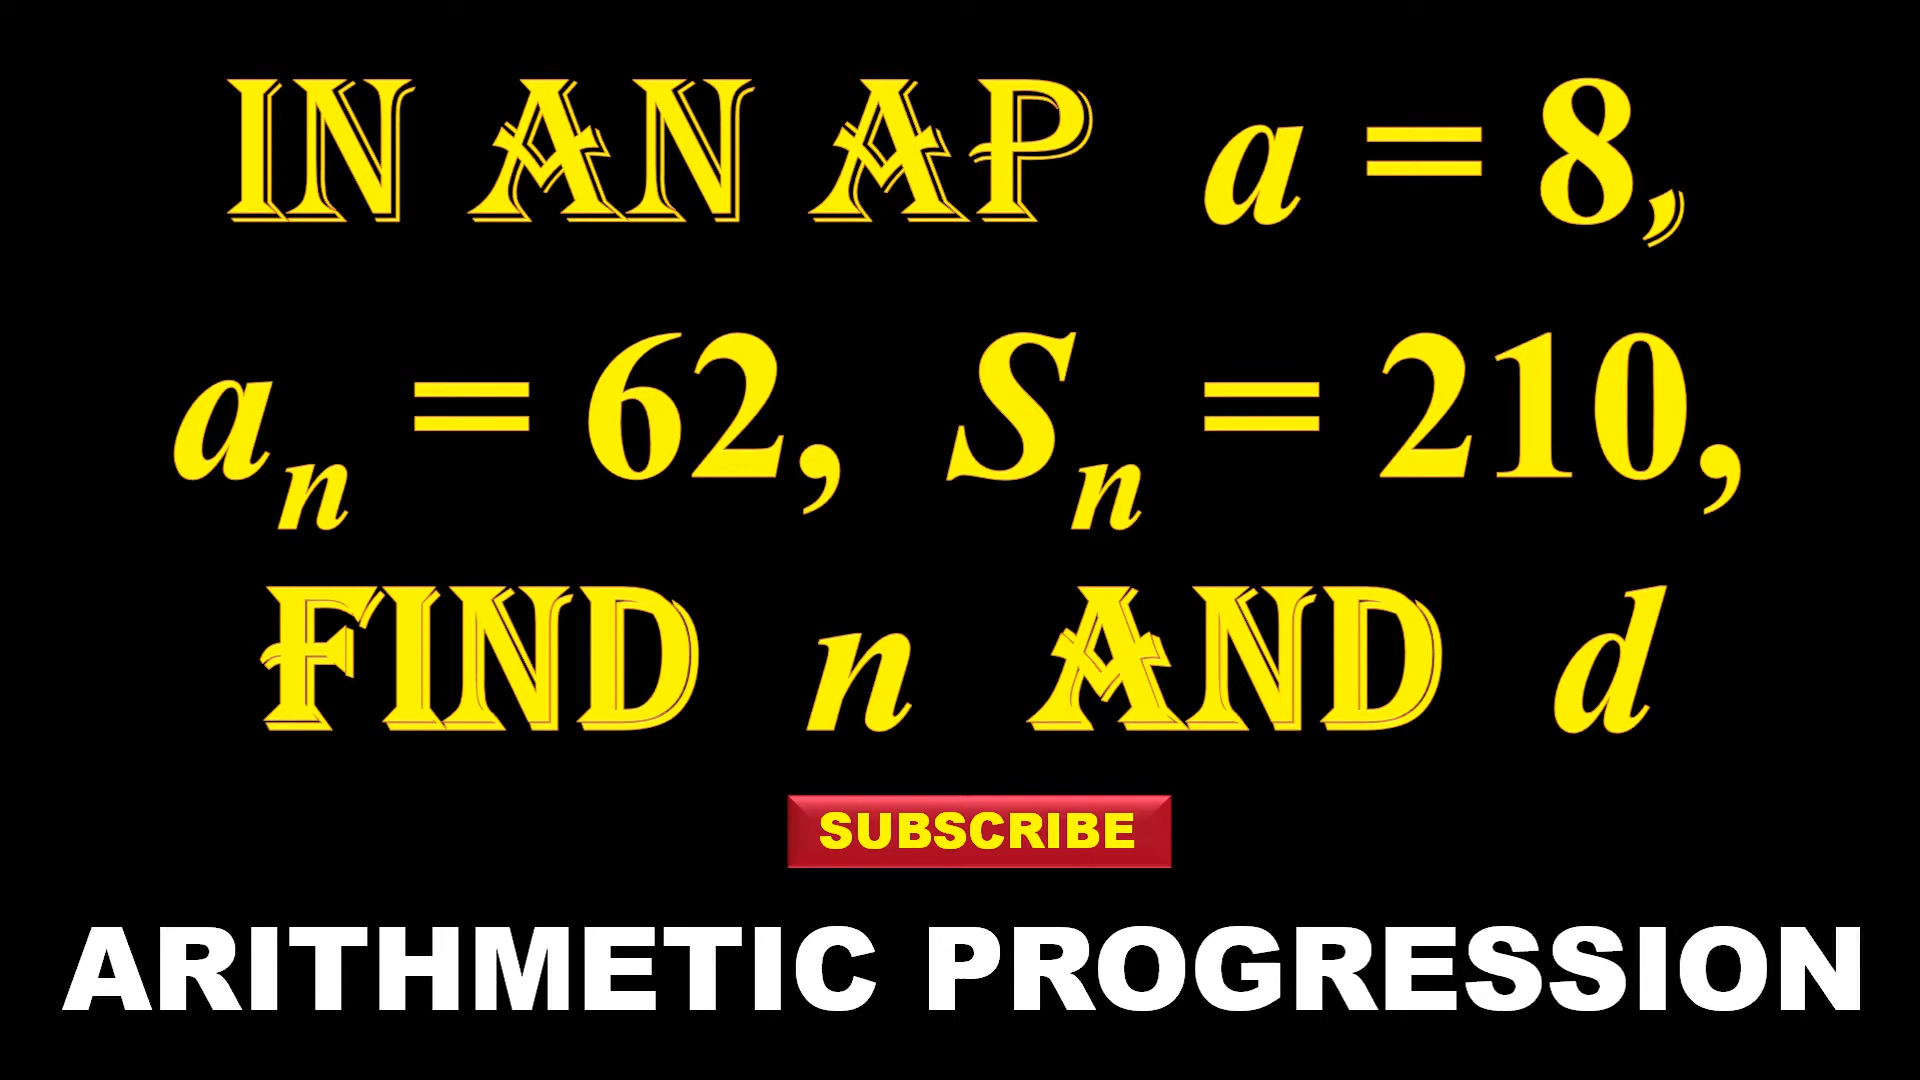 IN AN AP a = 8,
aₙ = 62, Sₙ = 210,
FIND n AND d
SUBSCRIBE
ARITHMETIC PROGRESSION